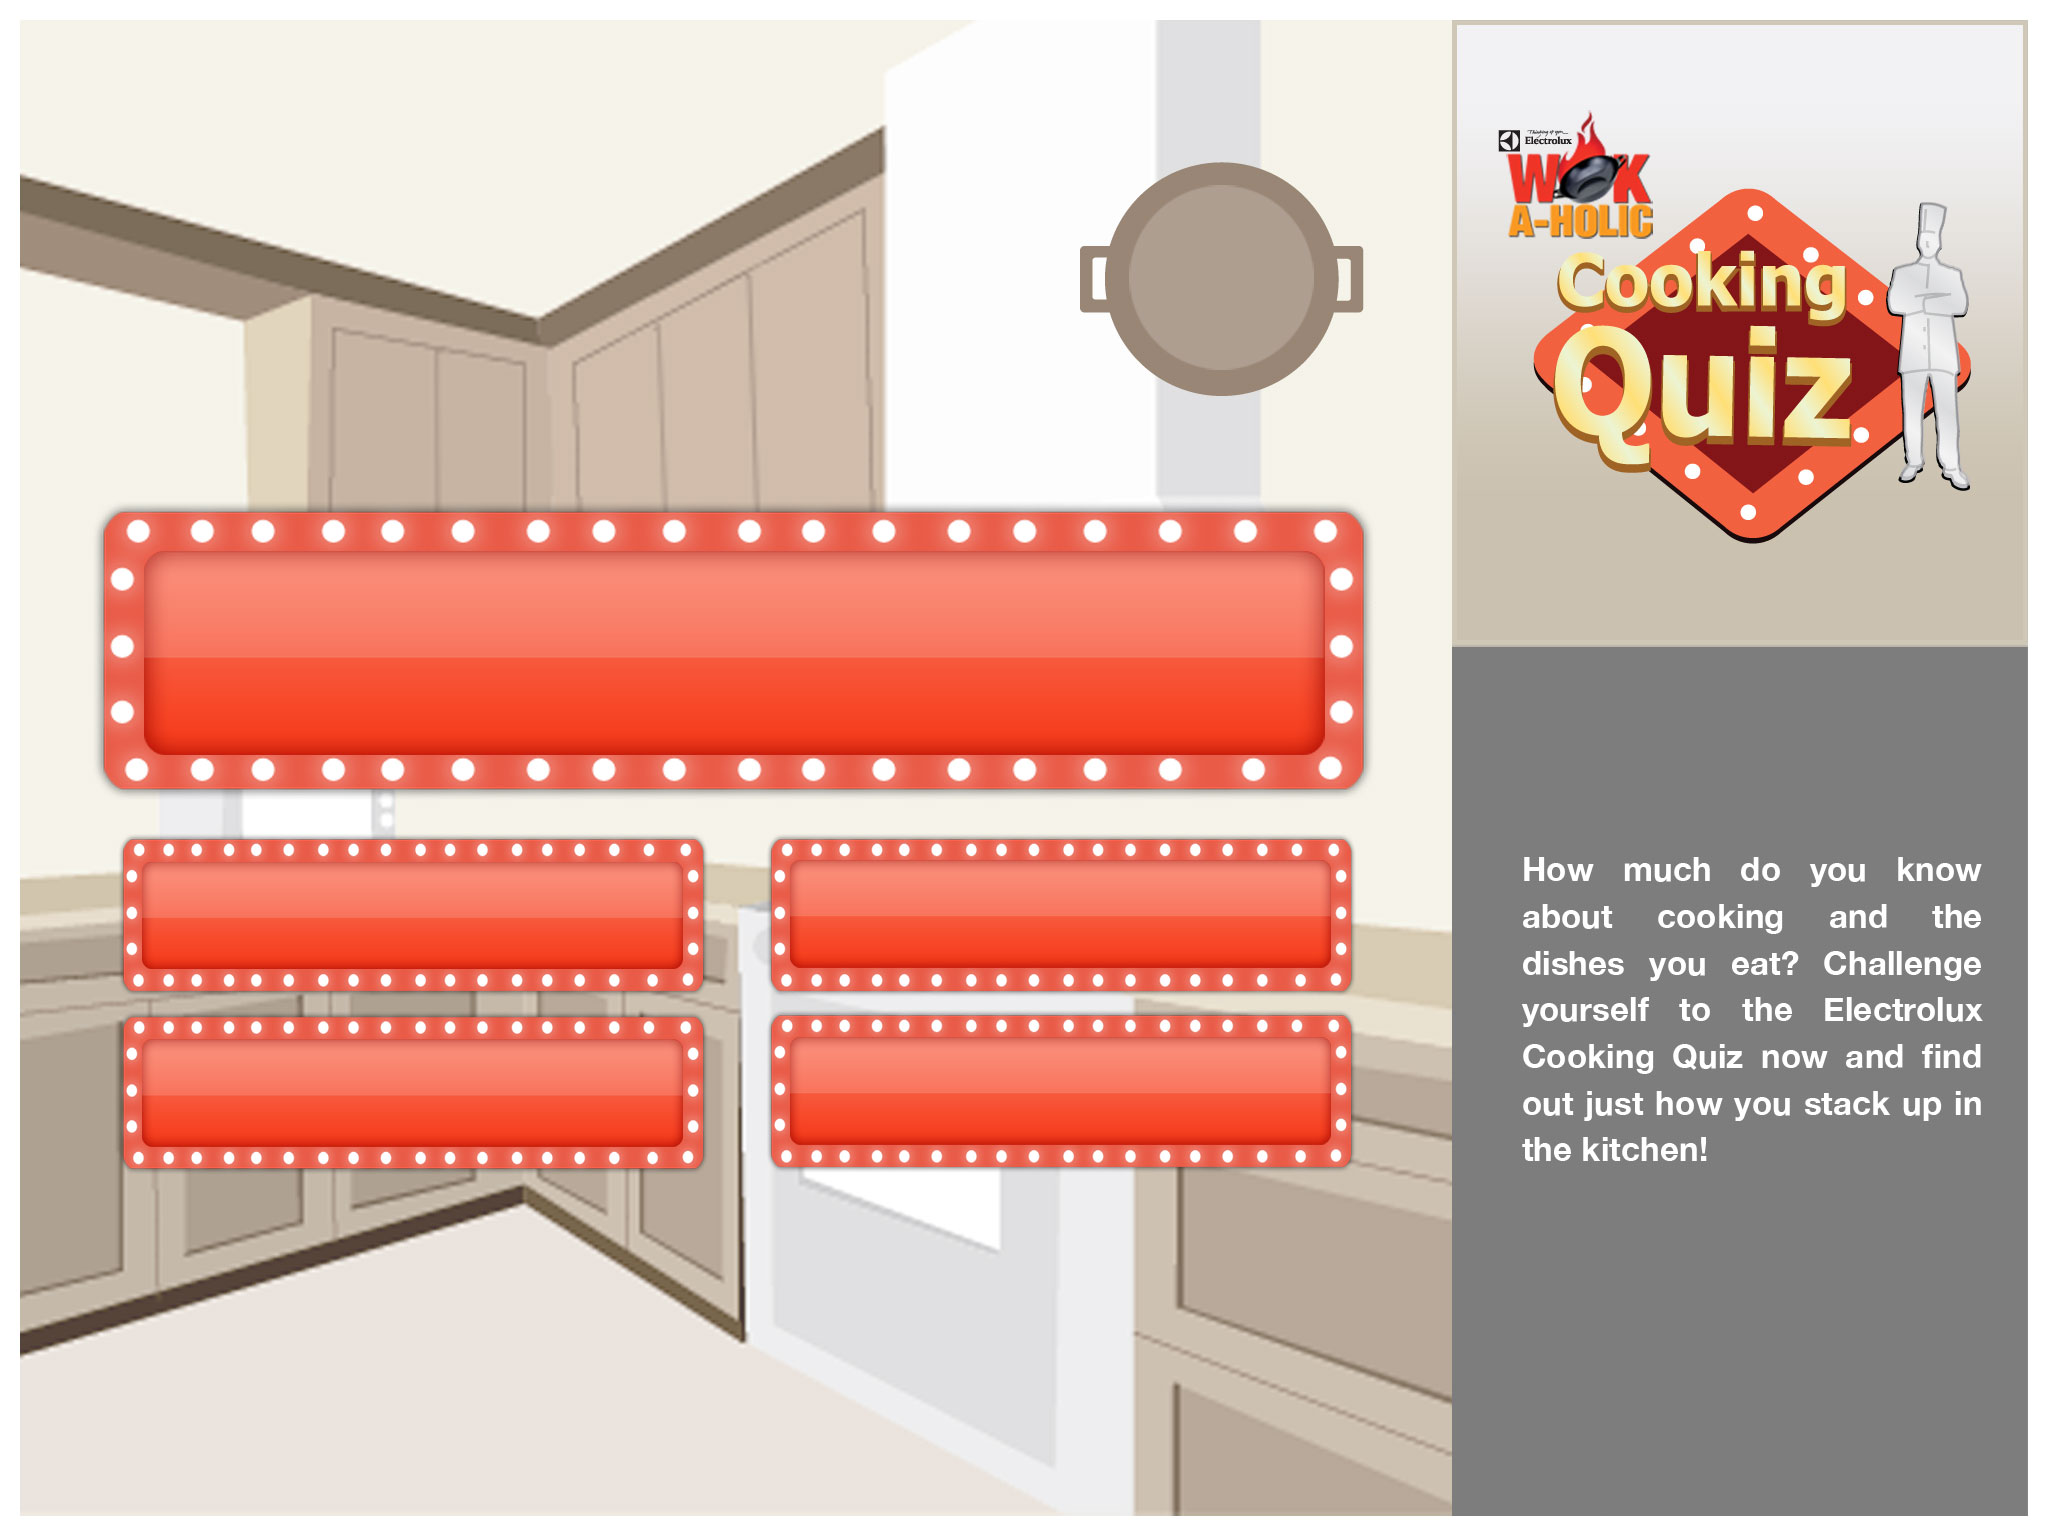 Thinking of you...
Electrolux
WOK
A-HOLIC
Cooking
Quiz
How much do you know
about cooking and the
dishes you eat? Challenge
yourself to the Electrolux
Cooking Quiz now and find
out just how you stack up in
the kitchen!